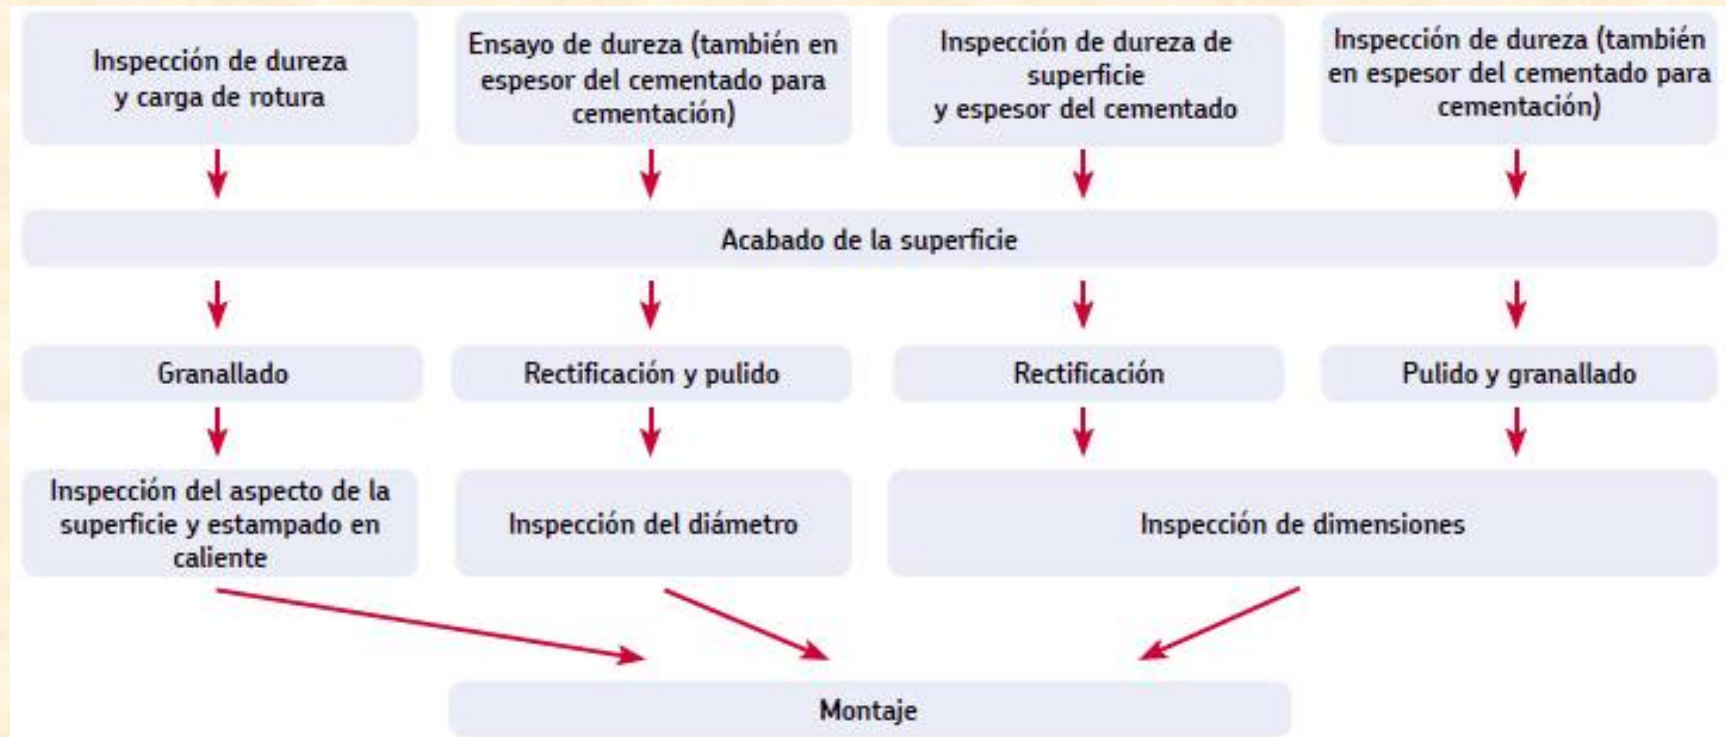 Inspección de dureza
y carga de rotura
Ensayo de dureza (también en
espesor del cementado para
cementación)
Inspección de dureza de
superficie
y espesor del cementado
Inspección de dureza (también
en espesor del cementado para
cementación)
Acabado de la superficie
Granallado
Rectificación y pulido
Rectificación
Pulido y granallado
Inspección del aspecto de la
superficie y estampado en
caliente
Inspección del diámetro
Inspección de dimensiones
Montaje